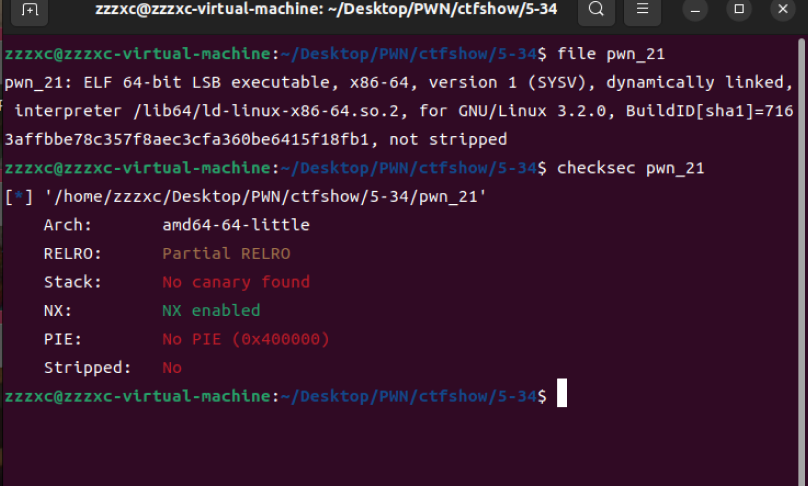 zzzxc@zzzxc-virtual-machine: ~/Desktop/PWN/ctfshow/5-34
zzzxc@zzzxc-virtual-machine:~/Desktop/PWN/ctfshow/5-34$ file pwn_21
pwn_21: ELF 64-bit LSB executable, x86-64, version 1 (SYSV), dynamically linked,
interpreter /lib64/ld-linux-x86-64.so.2, for GNU/Linux 3.2.0, BuildID[sha1]=716
3affbbe78c357f8aec3cfa360be6415f18fb1, not stripped
zzzxc@zzzxc-virtual-machine:~/Desktop/PWN/ctfshow/5-34$ checksec pwn_21
[*] '/home/zzzxc/Desktop/PWN/ctfshow/5-34/pwn_21'
Arch: amd64-64-little
RELRO: Partial RELRO
Stack: No canary found
NX: NX enabled
PIE: No PIE (0x400000)
Stripped: No
zzzxc@zzzxc-virtual-machine:~/Desktop/PWN/ctfshow/5-34$